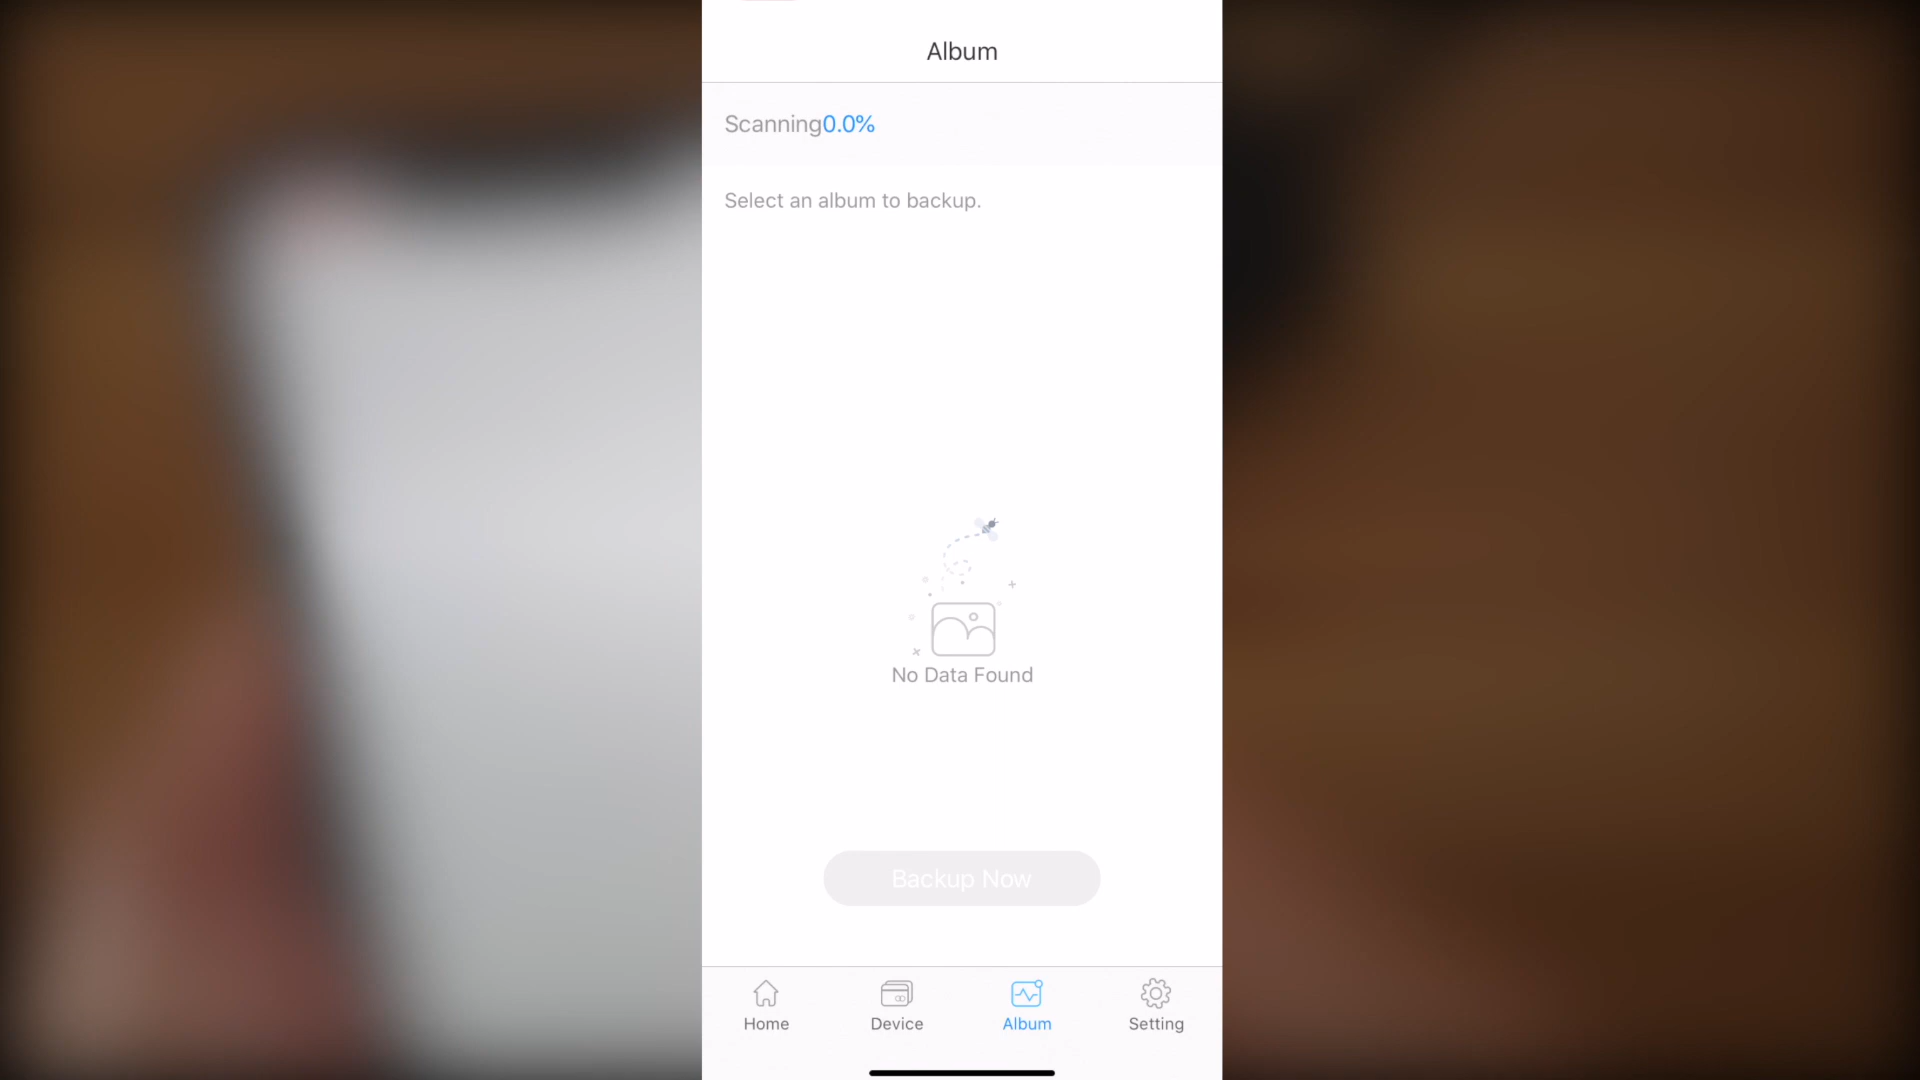 Album
Scanning0.0%
Select an album to backup.
No Data Found
Backup Now
Home
Device
Album
Setting